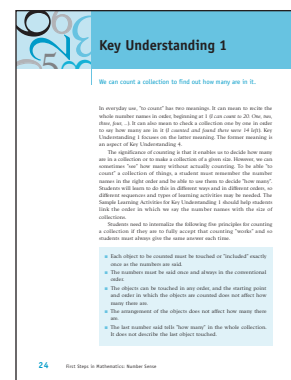 Key Understanding 1
We can count a collection to find out how many are in it.
In everyday use, "to count" has two meanings. It can mean to recite the
whole number names in order, beginning at 1 (I can count to 20. One, two,
three, four, ...). It can also mean to check a collection one by one in order
to say how many are in it (I counted and found there were 14 left). Key
Understanding 1 focuses on the latter meaning. The former meaning is
an aspect of Key Understanding 4.
The significance of counting is that it enables us to decide how many
are in a collection or to make a collection of a given size. However, we can
sometimes "see" how many without actually counting. To be able "to
count" a collection of things, a student must remember the number
names in the right order and be able to use them to decide "how many".
Students will learn to do this in different ways and in different orders, so
different sequences and types of learning activities may be needed. The
Sample Learning Activities for Key Understanding 1 should help students
link the order in which we say the number names with the size of
collections.
Students need to internalize the following five principles for counting
a collection if they are to fully accept that counting "works" and so
students must always give the same answer each time.
■ Each object to be counted must be touched or "included" exactly
once as the numbers are said.
■ The numbers must be said once and always in the conventional
order.
■ The objects can be touched in any order, and the starting point
and order in which the objects are counted does not affect how
many there are.
■ The arrangement of the objects does not affect how many there
are.
■ The last number said tells "how many" in the whole collection.
It does not describe the last object touched.
24 First Steps in Mathematics: Number Sense